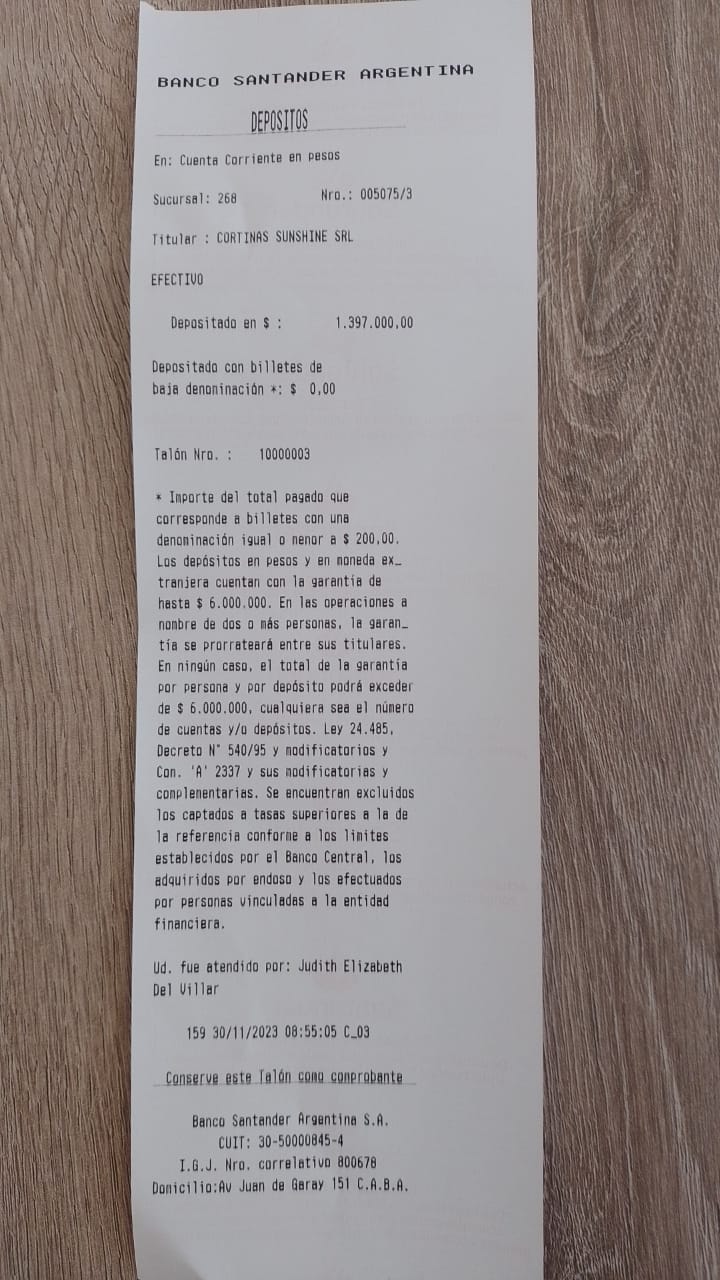 BANCO SANTANDER ARGENTINA
DEPOSITOS
En: Cuenta Corriente en pesos
Sucursal: 268 Nro.: 005075/3
Titular : CORTINAS SUNSHINE SRL
EFECTIVO
Depositado en $ : 1.397.000,00
Depositado con billetes de
baja denominación *: $ 0,00
Talón Nro. : 10000003
* Importe del total pagado que
corresponde a billetes con una
denominación igual o menor a $ 200,00.
Los depósitos en pesos y en moneda ex_
tranjera cuentan con la garantía de
hasta $ 6.000.000. En las operaciones a
nombre de dos o más personas, la garan_
tía se prorrateará entre sus titulares.
En ningún caso, el total de la garantía
por persona y por depósito podrá exceder
de $ 6.000.000, cualquiera sea el número
de cuentas y/o depósitos. Ley 24.485,
Decreto N° 540/95 y modificatorios y
Com. 'A' 2337 y sus modificatorias y
complementarias. Se encuentran excluidos
los captados a tasas superiores a la de
la referencia conforme a los límites
establecidos por el Banco Central, los
adquiridos por endoso y los efectuados
por personas vinculadas a la entidad
financiera.
Ud. fue atendido por: Judith Elizabeth
Del Villar
159 30/11/2023 08:55:05 C_03
Conserve este Talón como comprobante
Banco Santander Argentina S.A.
CUIT: 30-50000845-4
I.G.J. Nro. correlativo 800678
Domicilio:Av Juan de Garay 151 C.A.B.A.